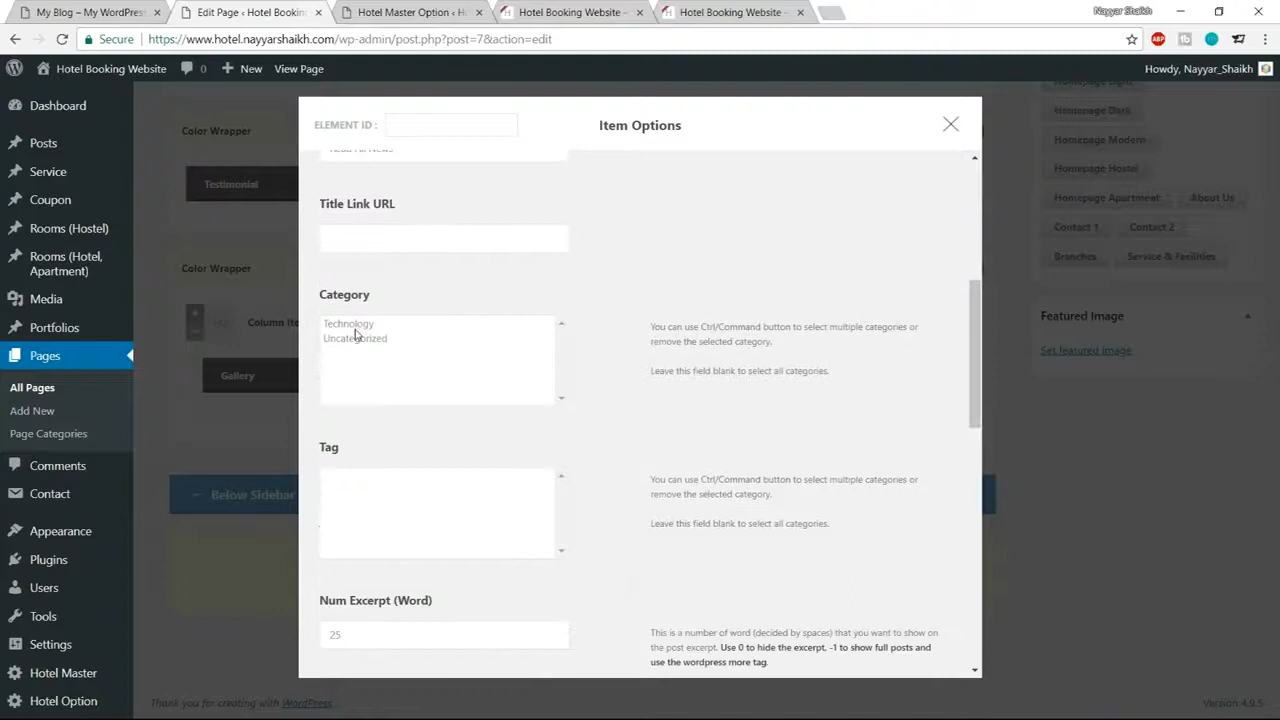 My Blog – My WordPress
Edit Page ‹ Hotel Bookin
Hotel Master Option ‹ H
Hotel Booking Website –
Hotel Booking Website –
Nayyar Shaikh
Secure
https://www.hotel.nayyarshaikh.com/wp-admin/post.php?post=7&action=edit
Hotel Booking Website
0
New
View Page
Howdy, Nayyar_Shaikh
Dashboard
Posts
Service
Coupon
Rooms (Hostel)
Rooms (Hotel,
Apartment)
Media
Portfolios
Pages
All Pages
Add New
Page Categories
Comments
Contact
Appearance
Plugins
Users
Tools
Settings
Hotel Master
Hotel Option
Color Wrapper
Testimonial
Color Wrapper
Column Ite
Gallery
← Below Sidebar
ELEMENT ID :
Item Options
Read All News
Title Link URL
Category
Technology
Uncategorized
You can use Ctrl/Command button to select multiple categories or
remove the selected category.
Leave this field blank to select all categories.
Tag
You can use Ctrl/Command button to select multiple categories or
remove the selected category.
Leave this field blank to select all categories.
Num Excerpt (Word)
25
This is a number of word (decided by spaces) that you want to show on
the post excerpt. Use 0 to hide the excerpt, -1 to show full posts and
use the wordpress more tag.
Homepage Light
Homepage Dark
Homepage Modern
Homepage Hostel
Homepage Apartment
About Us
Contact 1
Contact 2
Branches
Service & Facilities
Featured Image
Set featured image
Thank you for creating with WordPress.
Version 4.9.5